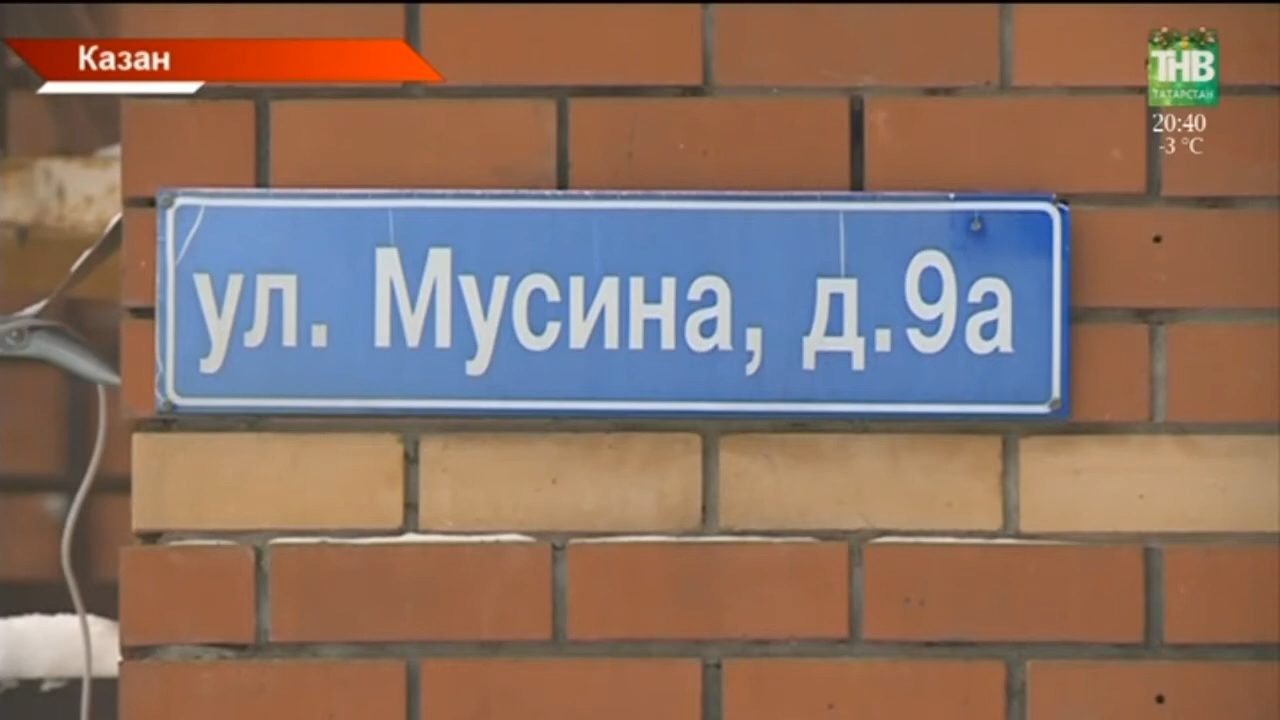 Казан
ТНВ
ТАТАРСТАН
20:40
-3 °C
ул. Мусина, д.9а